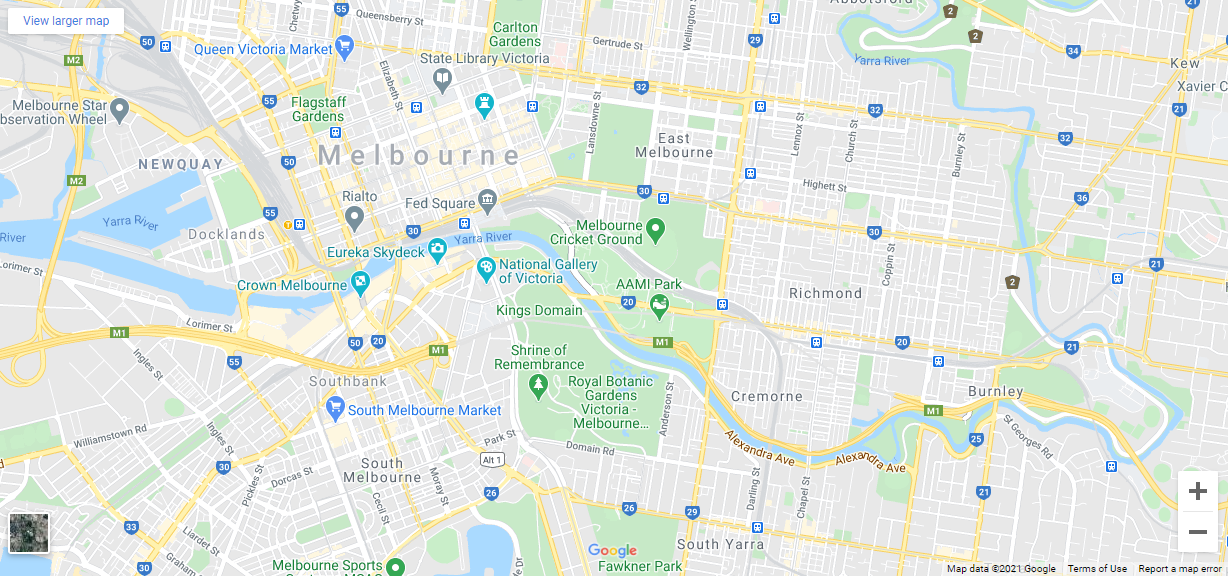 View larger map
Chetwy
55
Queensberry St
Carlton
Gardens
Gertrude St
Wellington St
Abbotsford
2
2
21
34
Kew
Xavier C
50
M2
Queen Victoria Market
Elizabeth St
State Library Victoria
29
Yarra River
Melbourne Star
bservation Wheel
55
Flagstaff
Gardens
32
32
32
Lansdowne St
Lennox St
Church St
Burnley St
East
Melbourne
Melbourne
NEWQUAY
50
M2
Rialto
Fed Square
30
Highett St
36
Yarra River
River
Docklands
55
30
Yarra River
Melbourne
Cricket Ground
30
Eureka Skydeck
National Gallery
of Victoria
Coppin St
21
Lorimer St
Crown Melbourne
AAMI Park
20
Richmond
2
Kings Domain
Lorimer St
M1
50
20
M1
M1
20
21
Ingles St
55
Shrine of
Remembrance
Southbank
Royal Botanic
Gardens
Victoria -
Melbourne...
Anderson St
Cremorne
Burnley
M1
South Melbourne Market
Williamstown Rd
Ingles St
Park St
Domain Rd
Alexandra Ave
Alexandra Ave
25
St Georges Rd
Alt 1
30
South
Melbourne
Pickles St
Dorcas St
Moray St
Cecil St
26
26
29
Darling St
Chapel St
21
33
Lairdet St
Graham St
30
Melbourne Sports
South Yarra
Google
Fawkner Park
Map data ©2021 Google
Terms of Use
Report a map error